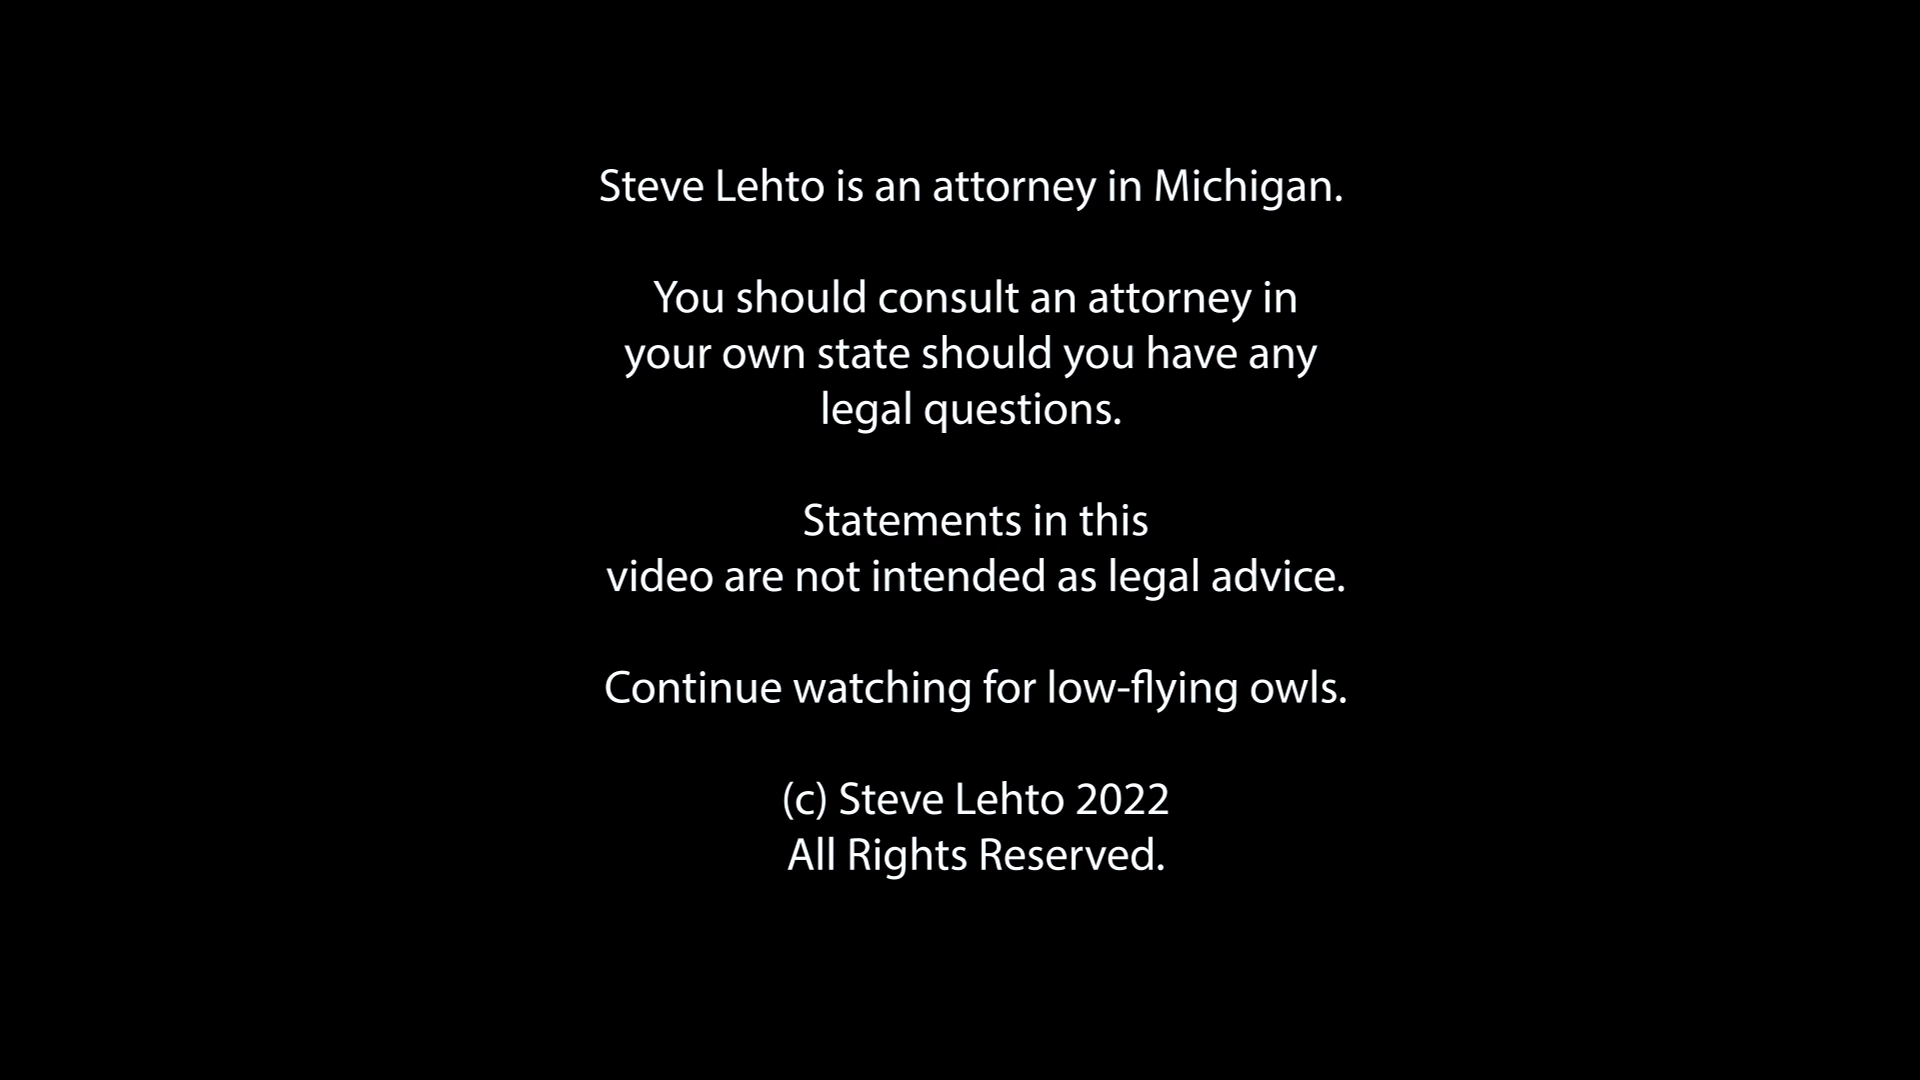 Steve Lehto is an attorney in Michigan.
You should consult an attorney in
your own state should you have any
legal questions.
Statements in this
video are not intended as legal advice.
Continue watching for low-flying owls.
(c) Steve Lehto 2022
All Rights Reserved.